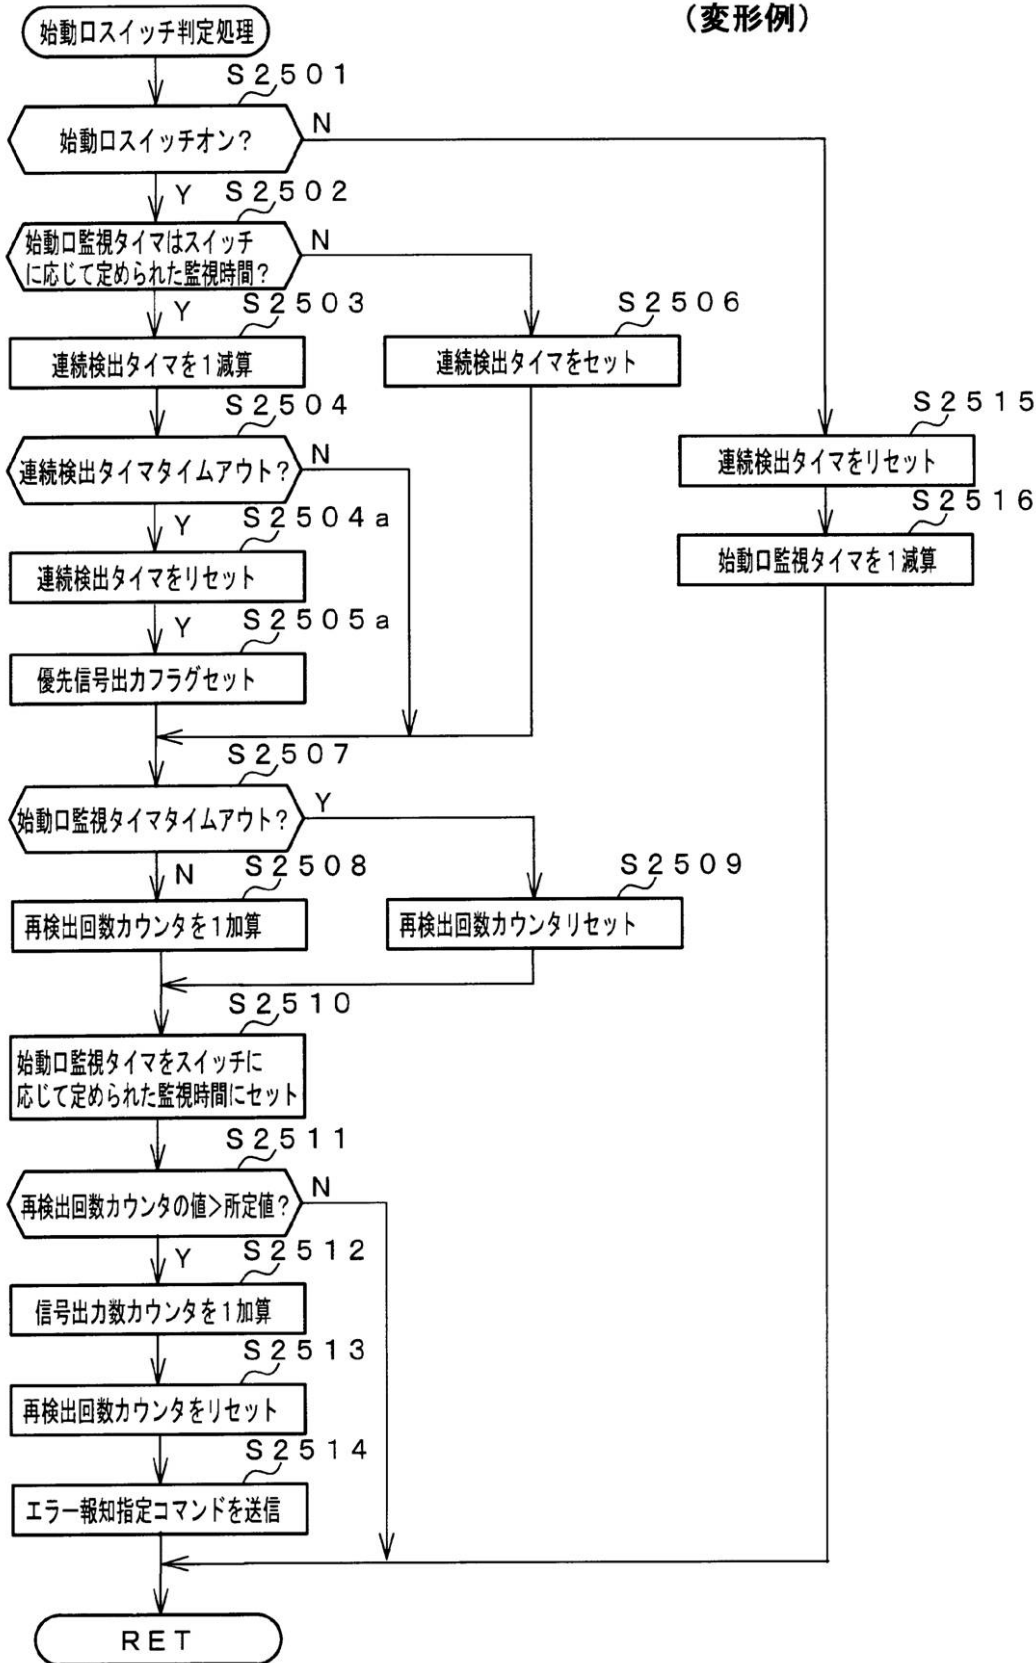 (変形例)
始動口スイッチ判定処理
S2501
始動口スイッチオン?
N
Y
S2502
始動口監視タイマはスイッチ
に応じて定められた監視時間?
N
Y
S2503
連続検出タイマを1減算
S2506
連続検出タイマをセット
S2504
連続検出タイマタイムアウト?
N
S2515
連続検出タイマをリセット
Y
S2504a
連続検出タイマをリセット
S2516
始動口監視タイマを1減算
Y
S2505a
優先信号出力フラグセット
S2507
始動口監視タイマタイムアウト?
Y
N
S2508
再検出回数カウンタを1加算
S2509
再検出回数カウンタリセット
S2510
始動口監視タイマをスイッチに
応じて定められた監視時間にセット
S2511
再検出回数カウンタの値>所定値?
N
Y
S2512
信号出力数カウンタを1加算
S2513
再検出回数カウンタをリセット
S2514
エラー報知指定コマンドを送信
RET